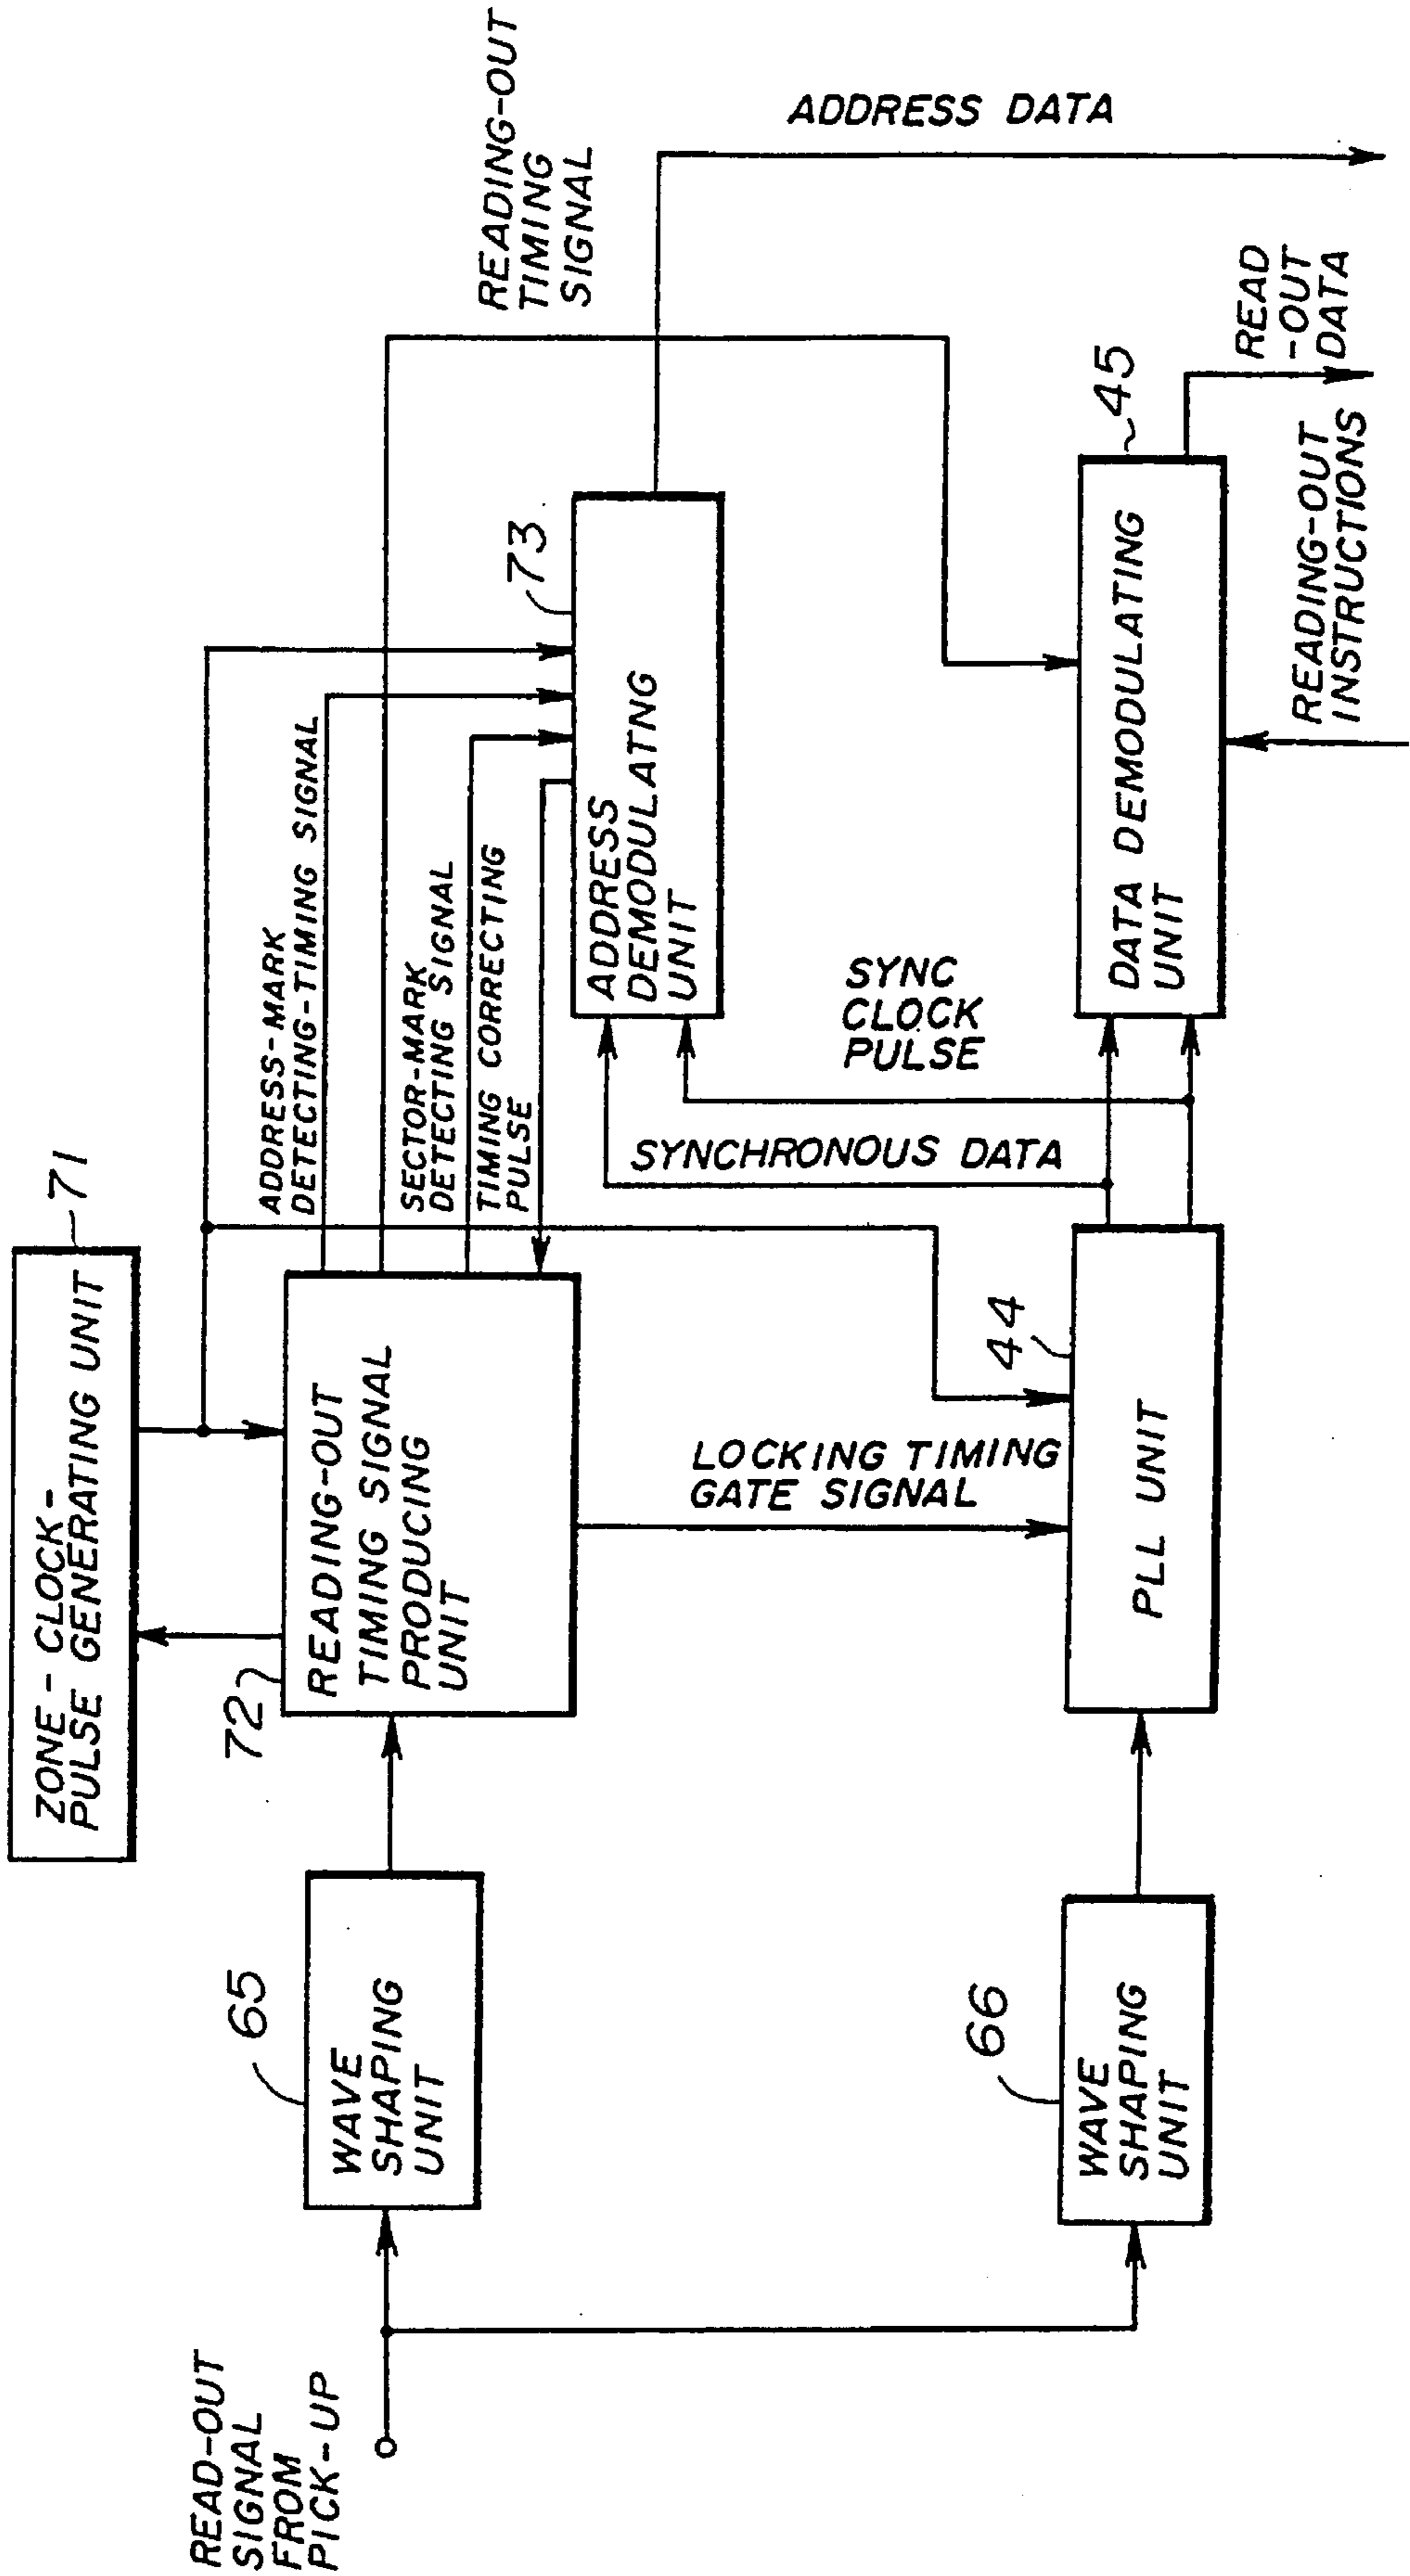 ZONE-CLOCK-
PULSE GENERATING UNIT
71
READ-OUT
SIGNAL
FROM
PICK-UP
65
WAVE
SHAPING
UNIT
72
READING-OUT
TIMING SIGNAL
PRODUCING
UNIT
ADDRESS-MARK
DETECTING-TIMING SIGNAL
SECTOR-MARK
DETECTING SIGNAL
TIMING CORRECTING
PULSE
READING-OUT
TIMING
SIGNAL
73
ADDRESS
DEMODULATNG
UNIT
ADDRESS DATA
LOCKING TIMING
GATE SIGNAL
SYNCHRONOUS DATA
SYNC
CLOCK
PULSE
66
WAVE
SHAPING
UNIT
44
PLL UNIT
45
DATA DEMODULATING
UNIT
READ
-OUT
DATA
READING-OUT
INSTRUCTIONS